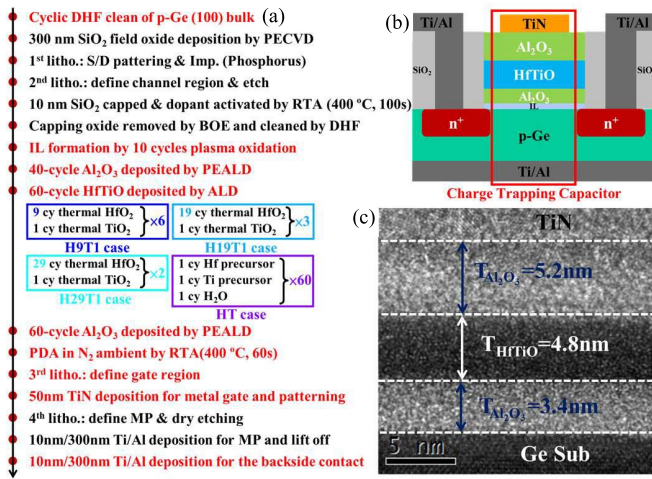 Cyclic DHF clean of p-Ge (100) bulk
(a)
300 nm SiO₂ field oxide deposition by PECVD
1st litho.: S/D pattering & Imp. (Phosphorus)
2nd litho.: define channel region & etch
10 nm SiO₂ capped & dopant activated by RTA (400 ºC, 100s)
Capping oxide removed by BOE and cleaned by DHF
IL formation by 10 cycles plasma oxidation
40-cycle Al₂O₃ deposited by PEALD
60-cycle HfTiO deposited by ALD
9 cy thermal HfO₂
1 cy thermal TiO₂
×6
H9T1 case
19 cy thermal HfO₂
1 cy thermal TiO₂
×3
H19T1 case
29 cy thermal HfO₂
1 cy thermal TiO₂
×2
H29T1 case
1 cy Hf precursor
1 cy Ti precursor
1 cy H₂O
×60
HT case
60-cycle Al₂O₃ deposited by PEALD
PDA in N₂ ambient by RTA(400 ºC, 60s)
3rd litho.: define gate region
50nm TiN deposition for metal gate and patterning
4th litho.: define MP & dry etching
10nm/300nm Ti/Al deposition for MP and lift off
10nm/300nm Ti/Al deposition for the backside contact
(b)
Ti/Al
TiN
Ti/Al
Al₂O₃
SiO₂
HfTiO
SiO₂
Al₂O₃
IL
n⁺
p-Ge
n⁺
Ti/Al
Charge Trapping Capacitor
(c)
TiN
T_Al₂O₃=5.2nm
T_HfTiO=4.8nm
T_Al₂O₃=3.4nm
5 nm
Ge Sub